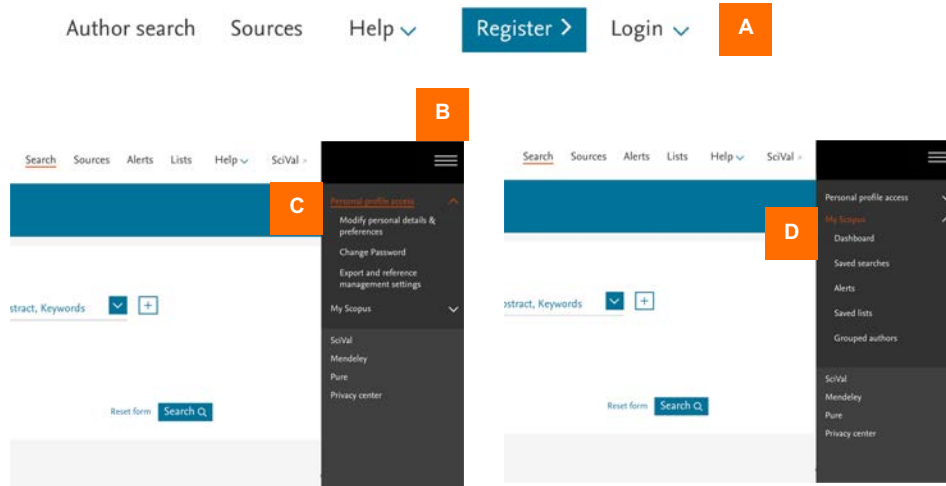 Author search Sources Help Register > Login A
B
Search Sources Alerts Lists Help SciVal
C
Personal profile access
Modify personal details &
preferences
Change Password
Export and reference
management settings
My Scopus
SciVal
Mendeley
Pure
Privacy center
stract, Keywords +
Reset form Search
Search Sources Alerts Lists Help SciVal
Personal profile access
D
My Scopus
Dashboard
Saved searches
Alerts
Saved lists
Grouped authors
SciVal
Mendeley
Pure
Privacy center
ostract, Keywords +
Reset form Search